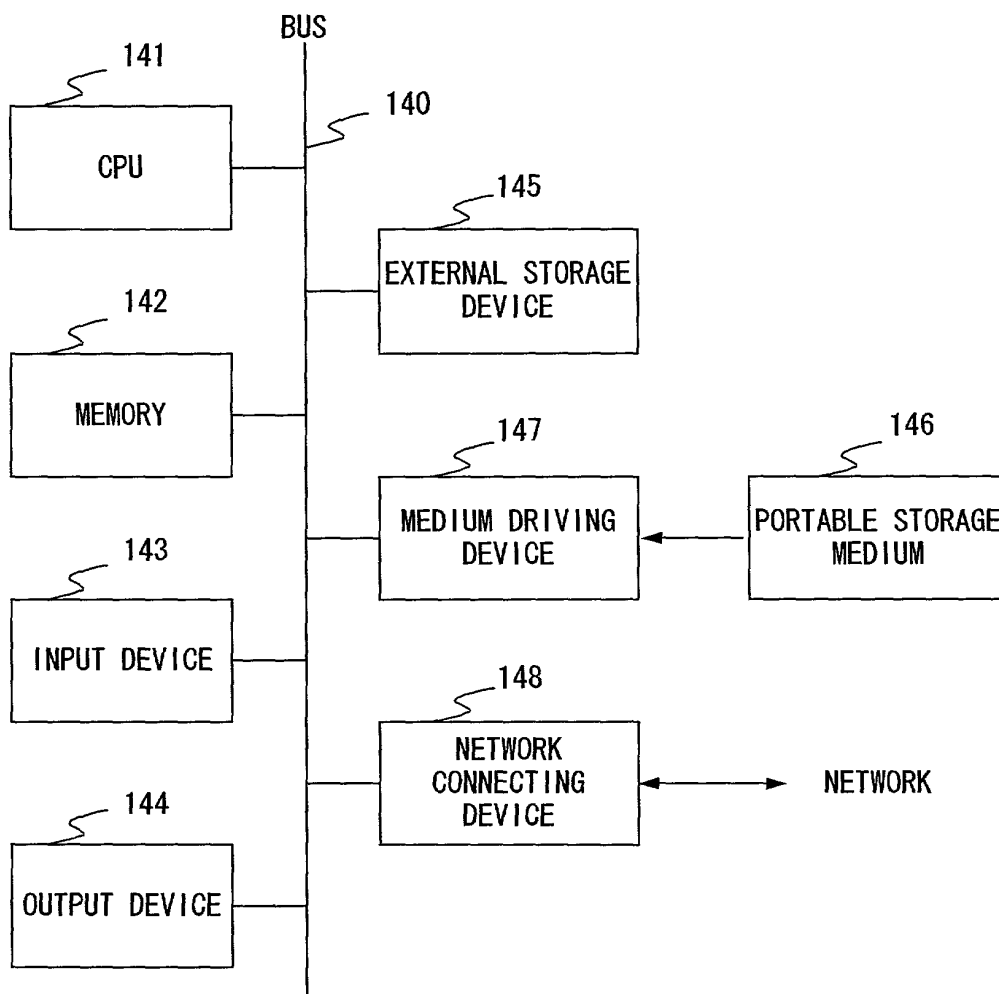 BUS
141
140
CPU
145
EXTERNAL STORAGE
DEVICE
142
MEMORY
147
146
MEDIUM DRIVING
DEVICE
PORTABLE STORAGE
MEDIUM
143
INPUT DEVICE
148
NETWORK
CONNECTING
DEVICE
NETWORK
144
OUTPUT DEVICE